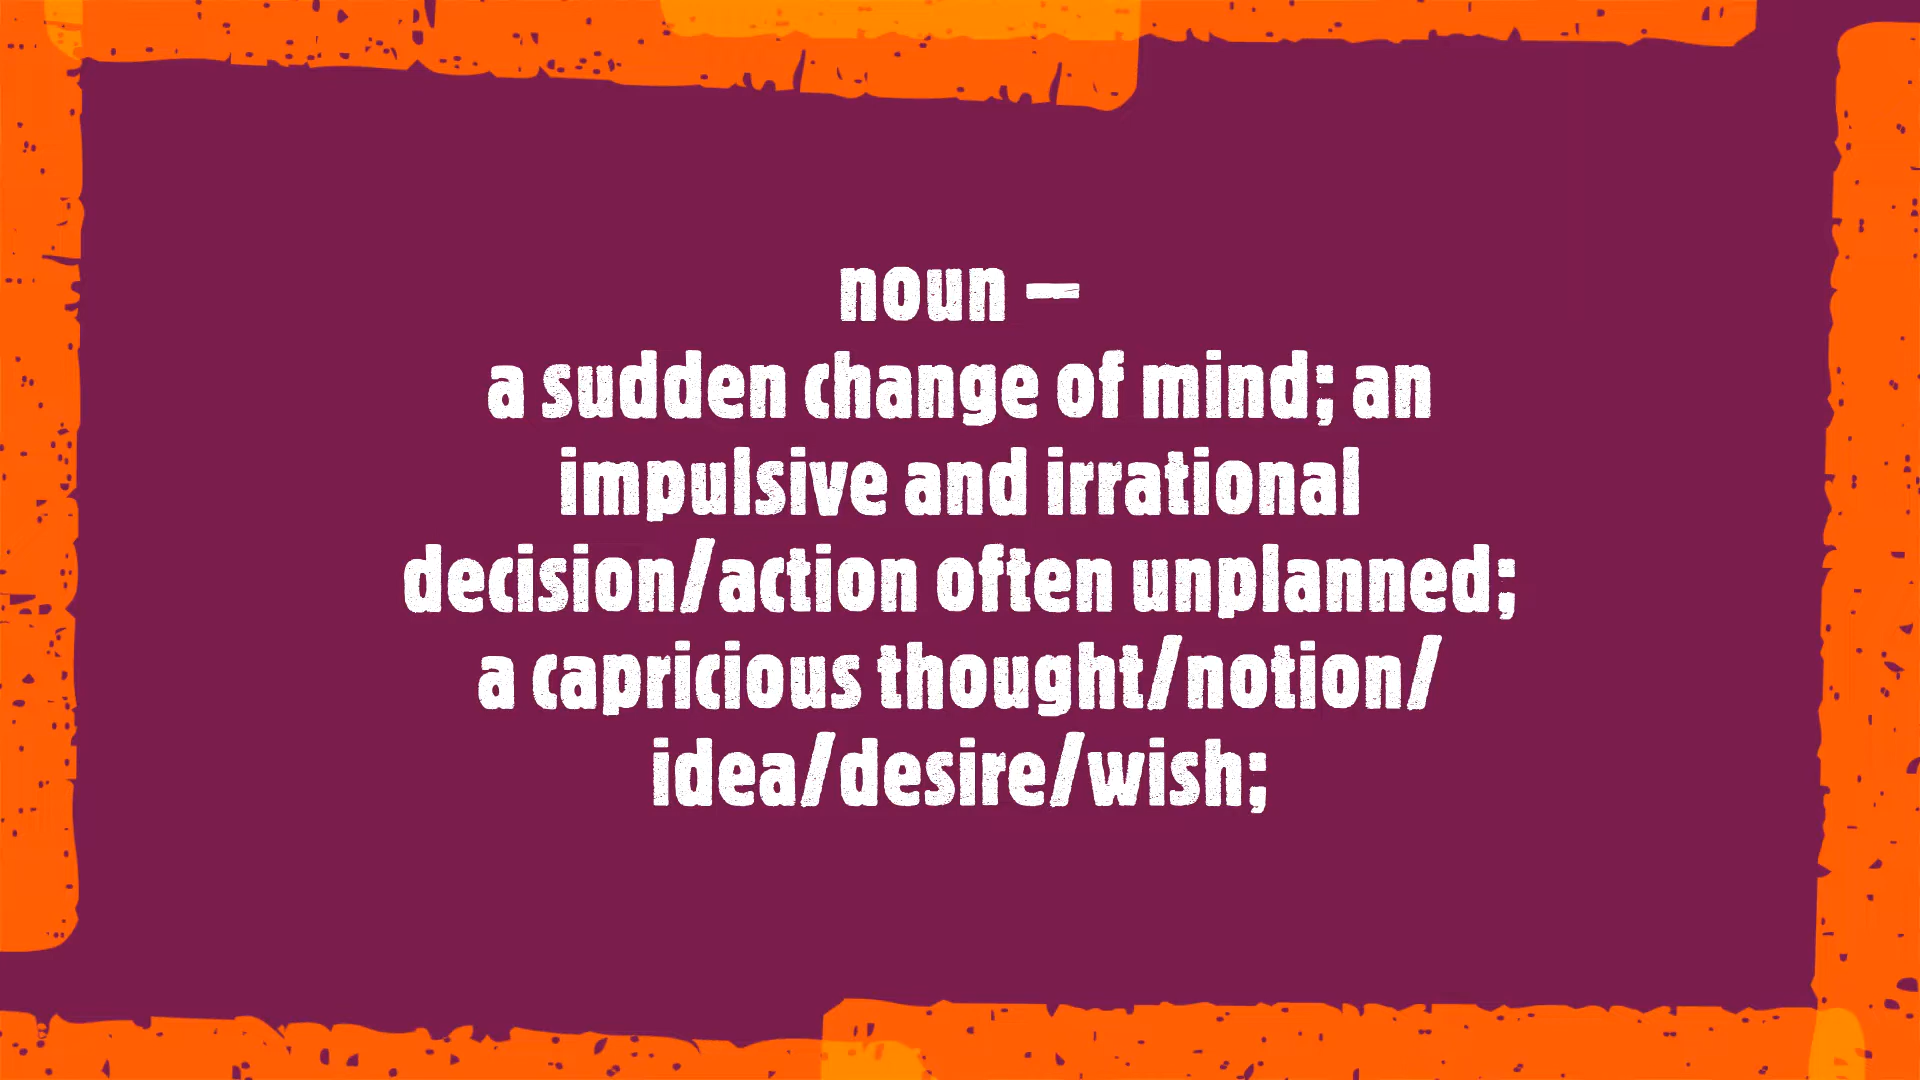 noun –
a sudden change of mind; an
impulsive and irrational
decision/action often unplanned;
a capricious thought/notion/
idea/desire/wish;